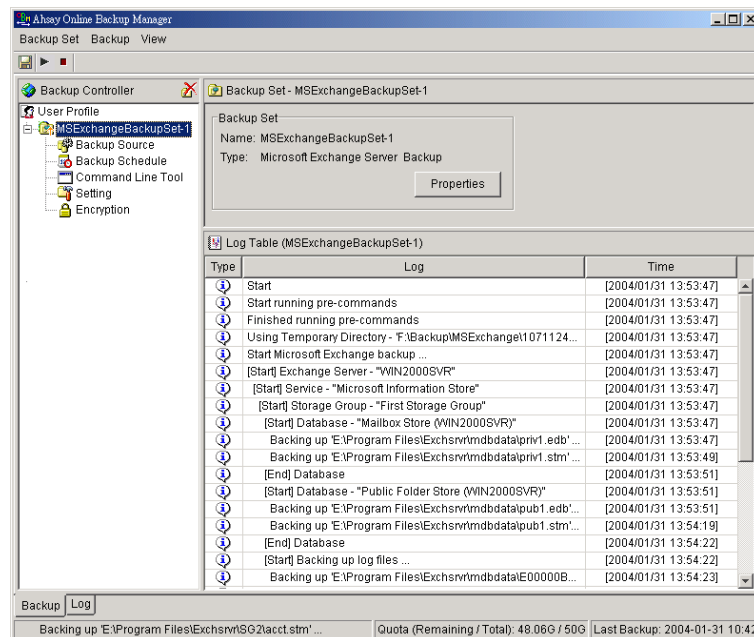 Ahsay Online Backup Manager
Backup Set Backup View
Backup Controller
User Profile
MSExchangeBackupSet-1
Backup Source
Backup Schedule
Command Line Tool
Setting
Encryption
Backup Set - MSExchangeBackupSet-1
Backup Set
Name: MSExchangeBackupSet-1
Type: Microsoft Exchange Server Backup
Properties
Log Table (MSExchangeBackupSet-1)
Type Log Time
Start [2004/01/31 13:53:47]
Start running pre-commands [2004/01/31 13:53:47]
Finished running pre-commands [2004/01/31 13:53:47]
Using Temporary Directory - 'F:\Backup\MSExchange\1071124... [2004/01/31 13:53:47]
Start Microsoft Exchange backup ... [2004/01/31 13:53:47]
[Start] Exchange Server - "WIN2000SVR" [2004/01/31 13:53:47]
[Start] Service - "Microsoft Information Store" [2004/01/31 13:53:47]
[Start] Storage Group - "First Storage Group" [2004/01/31 13:53:47]
[Start] Database - "Mailbox Store (WIN2000SVR)" [2004/01/31 13:53:47]
Backing up 'E:\Program Files\Exchsrvr\mdbdata\priv1.edb' ... [2004/01/31 13:53:47]
Backing up 'E:\Program Files\Exchsrvr\mdbdata\priv1.stm'... [2004/01/31 13:53:49]
[End] Database [2004/01/31 13:53:51]
[Start] Database - "Public Folder Store (WIN2000SVR)" [2004/01/31 13:53:51]
Backing up 'E:\Program Files\Exchsrvr\mdbdata\pub1.edb'... [2004/01/31 13:53:51]
Backing up 'E:\Program Files\Exchsrvr\mdbdata\pub1.stm'... [2004/01/31 13:54:19]
[End] Database [2004/01/31 13:54:22]
[Start] Backing up log files ... [2004/01/31 13:54:22]
Backing up 'E:\Program Files\Exchsrvr\mdbdata\E00000B... [2004/01/31 13:54:23]
Backup Log
Backing up 'E:\Program Files\Exchsrvr\SG2\acct.stm' ... Quota (Remaining / Total): 48.06G / 50G Last Backup: 2004-01-31 10:4